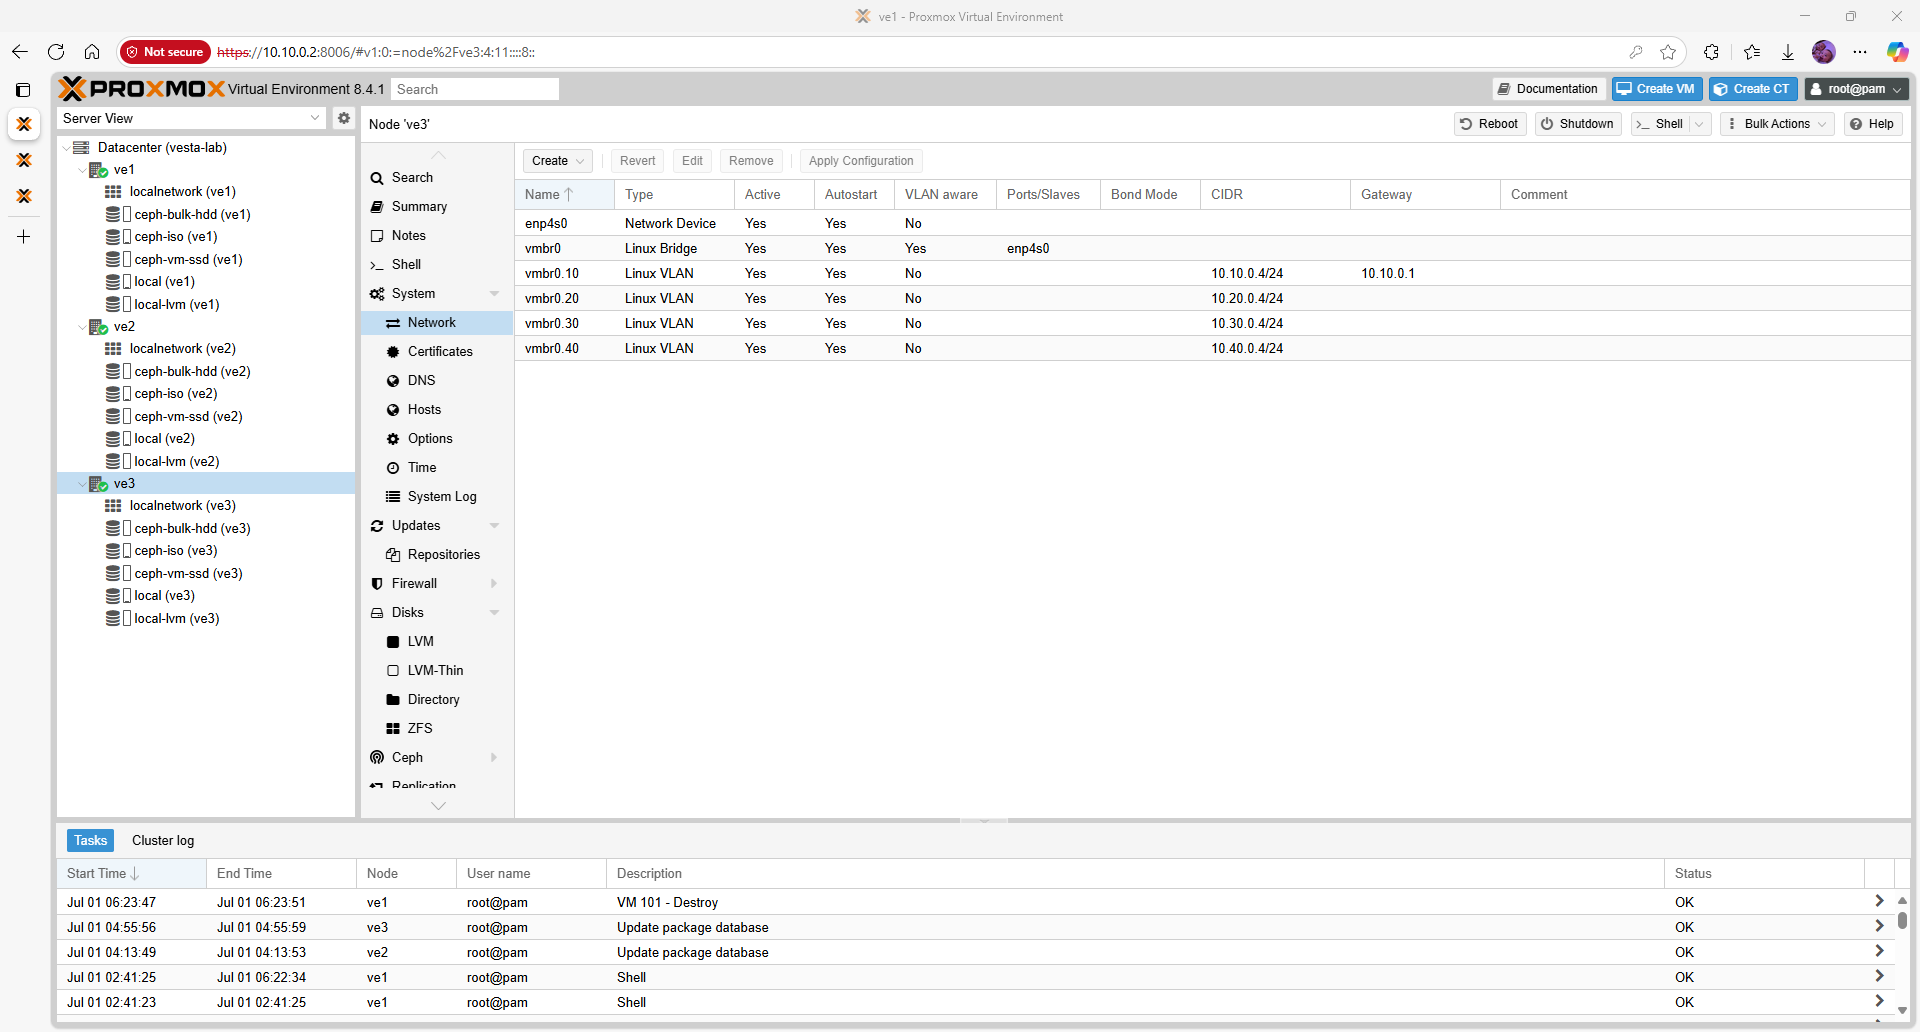 ve1 - Proxmox Virtual Environment
Not secure https://10.10.0.2:8006/#v1:0:=node%2Fve3:4:11::::8::
PROXMOX Virtual Environment 8.4.1 Search Documentation Create VM Create CT root@pam
Server View
Node 've3' Reboot Shutdown Shell Bulk Actions Help
Datacenter (vesta-lab)
ve1
localnetwork (ve1)
ceph-bulk-hdd (ve1)
ceph-iso (ve1)
ceph-vm-ssd (ve1)
local (ve1)
local-lvm (ve1)
ve2
localnetwork (ve2)
ceph-bulk-hdd (ve2)
ceph-iso (ve2)
ceph-vm-ssd (ve2)
local (ve2)
local-lvm (ve2)
ve3
localnetwork (ve3)
ceph-bulk-hdd (ve3)
ceph-iso (ve3)
ceph-vm-ssd (ve3)
local (ve3)
local-lvm (ve3)
Search
Summary
Notes
Shell
System
Network
Certificates
DNS
Hosts
Options
Time
System Log
Updates
Repositories
Firewall
Disks
LVM
LVM-Thin
Directory
ZFS
Ceph
Replication
Create Revert Edit Remove Apply Configuration
Name Type Active Autostart VLAN aware Ports/Slaves Bond Mode CIDR Gateway Comment
enp4s0 Network Device Yes Yes No
vmbr0 Linux Bridge Yes Yes Yes enp4s0
vmbr0.10 Linux VLAN Yes Yes No 10.10.0.4/24 10.10.0.1
vmbr0.20 Linux VLAN Yes Yes No 10.20.0.4/24
vmbr0.30 Linux VLAN Yes Yes No 10.30.0.4/24
vmbr0.40 Linux VLAN Yes Yes No 10.40.0.4/24
Tasks Cluster log
Start Time End Time Node User name Description Status
Jul 01 06:23:47 Jul 01 06:23:51 ve1 root@pam VM 101 - Destroy OK
Jul 01 04:55:56 Jul 01 04:55:59 ve3 root@pam Update package database OK
Jul 01 04:13:49 Jul 01 04:13:53 ve2 root@pam Update package database OK
Jul 01 02:41:25 Jul 01 06:22:34 ve1 root@pam Shell OK
Jul 01 02:41:23 Jul 01 02:41:25 ve1 root@pam Shell OK